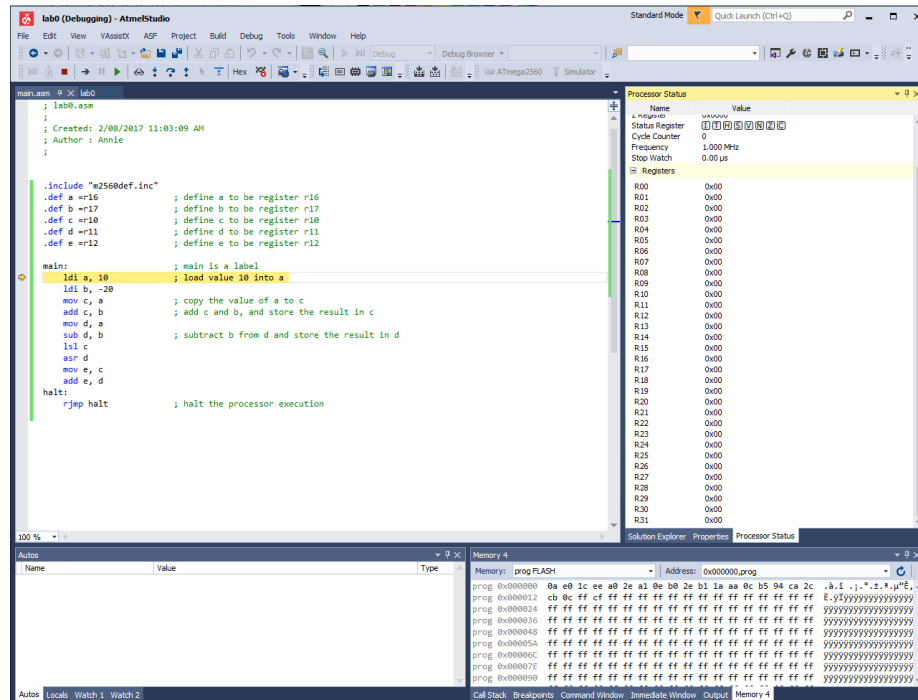 lab0 (Debugging) - AtmelStudio
Standard Mode
Quick Launch (Ctrl+Q)
File Edit View VAssistX ASF Project Build Debug Tools Window Help
Debug
Debug Browser
Hex
ATmega2560
Simulator
main.asm
lab0
; lab0.asm
;
; Created: 2/08/2017 11:03:09 AM
; Author : Annie
;
.include "m2560def.inc"
.def a =r16 ; define a to be register r16
.def b =r17 ; define b to be register r17
.def c =r10 ; define c to be register r10
.def d =r11 ; define d to be register r11
.def e =r12 ; define e to be register r12
main: ; main is a label
ldi a, 10 ; load value 10 into a
ldi b, -20
mov c, a ; copy the value of a to c
add c, b ; add c and b, and store the result in c
mov d, a
sub d, b ; subtract b from d and store the result in d
lsl c
asr d
mov e, c
add e, d
halt:
rjmp halt ; halt the processor execution
100 %
Processor Status
Name Value
Z Register 0x0000
Status Register I T H S V N Z C
Cycle Counter 0
Frequency 1.000 MHz
Stop Watch 0.00 µs
Registers
R00 0x00
R01 0x00
R02 0x00
R03 0x00
R04 0x00
R05 0x00
R06 0x00
R07 0x00
R08 0x00
R09 0x00
R10 0x00
R11 0x00
R12 0x00
R13 0x00
R14 0x00
R15 0x00
R16 0x00
R17 0x00
R18 0x00
R19 0x00
R20 0x00
R21 0x00
R22 0x00
R23 0x00
R24 0x00
R25 0x00
R26 0x00
R27 0x00
R28 0x00
R29 0x00
R30 0x00
R31 0x00
Solution Explorer Properties Processor Status
Autos
Name Value Type
Autos Locals Watch 1 Watch 2
Memory 4
Memory: prog FLASH Address: 0x000000,prog
prog 0x000000 0a e0 1c ee a0 2e a1 0e b0 2e b1 1a aa 0c b5 94 ca 2c .à.î .¡.°.±.ª.µ"Ê,
prog 0x000012 cb 0c ff cf ff ff ff ff ff ff ff ff ff ff ff ff ff ff Ë.ÿÏÿÿÿÿÿÿÿÿÿÿÿÿÿÿ
prog 0x000024 ff ff ff ff ff ff ff ff ff ff ff ff ff ff ff ff ff ff ÿÿÿÿÿÿÿÿÿÿÿÿÿÿÿÿÿÿ
prog 0x000036 ff ff ff ff ff ff ff ff ff ff ff ff ff ff ff ff ff ff ÿÿÿÿÿÿÿÿÿÿÿÿÿÿÿÿÿÿ
prog 0x000048 ff ff ff ff ff ff ff ff ff ff ff ff ff ff ff ff ff ff ÿÿÿÿÿÿÿÿÿÿÿÿÿÿÿÿÿÿ
prog 0x00005A ff ff ff ff ff ff ff ff ff ff ff ff ff ff ff ff ff ff ÿÿÿÿÿÿÿÿÿÿÿÿÿÿÿÿÿÿ
prog 0x00006C ff ff ff ff ff ff ff ff ff ff ff ff ff ff ff ff ff ff ÿÿÿÿÿÿÿÿÿÿÿÿÿÿÿÿÿÿ
prog 0x00007E ff ff ff ff ff ff ff ff ff ff ff ff ff ff ff ff ff ff ÿÿÿÿÿÿÿÿÿÿÿÿÿÿÿÿÿÿ
prog 0x000090 ff ff ff ff ff ff ff ff ff ff ff ff ff ff ff ff ff ff ÿÿÿÿÿÿÿÿÿÿÿÿÿÿÿÿÿÿ
Call Stack Breakpoints Command Window Immediate Window Output Memory 4